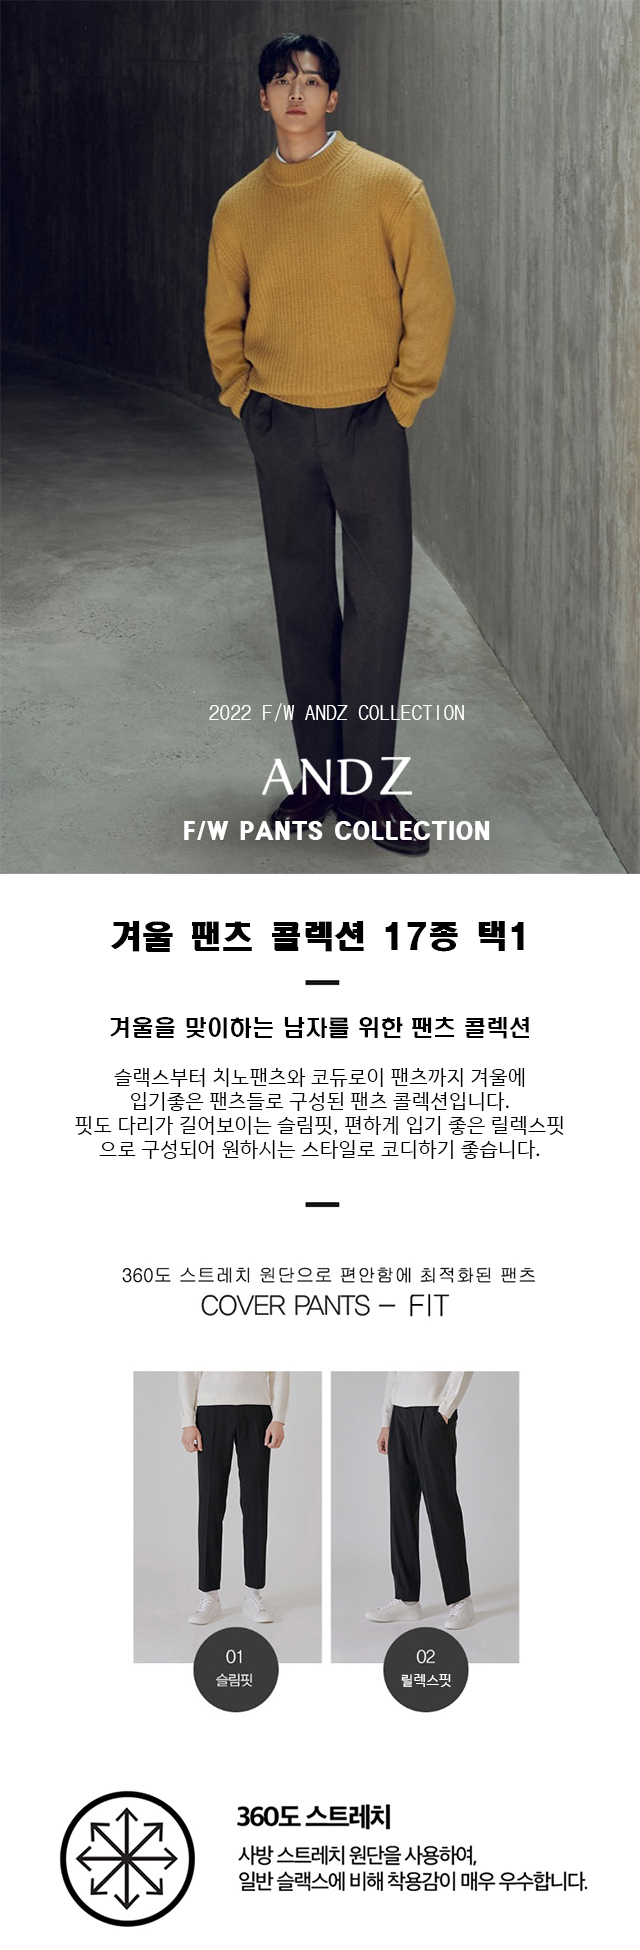 2022 F/W ANDZ COLLECTION
ANDZ
F/W PANTS COLLECTION
겨울 팬츠 콜렉션 17종 택1
겨울을 맞이하는 남자를 위한 팬츠 콜렉션
슬랙스부터 치노팬츠와 코듀로이 팬츠까지 겨울에
입기좋은 팬츠들로 구성된 팬츠 콜렉션입니다.
핏도 다리가 길어보이는 슬림핏, 편하게 입기 좋은 릴렉스핏
으로 구성되어 원하시는 스타일로 코디하기 좋습니다.
360도 스트레치 원단으로 편안함에 최적화된 팬츠
COVER PANTS - FIT
01
슬림핏
02
릴렉스핏
360도 스트레치
사방 스트레치 원단을 사용하여,
일반 슬랙스에 비해 착용감이 매우 우수합니다.